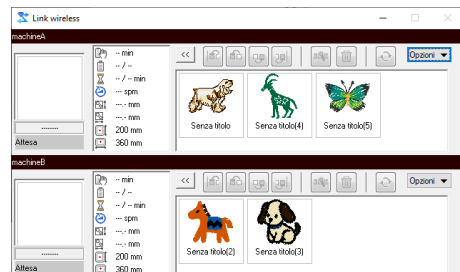 Link wireless
machineA
-- min
-- / --
-- / -- min
--- spm
---.- mm
---.- mm
200 mm
360 mm
<<
Opzioni
Senza titolo
Senza titolo(4)
Senza titolo(5)
--------
Attesa
machineB
-- min
-- / --
-- / -- min
--- spm
---.- mm
---.- mm
200 mm
360 mm
<<
Opzioni
Senza titolo(2)
Senza titolo(3)
--------
Attesa